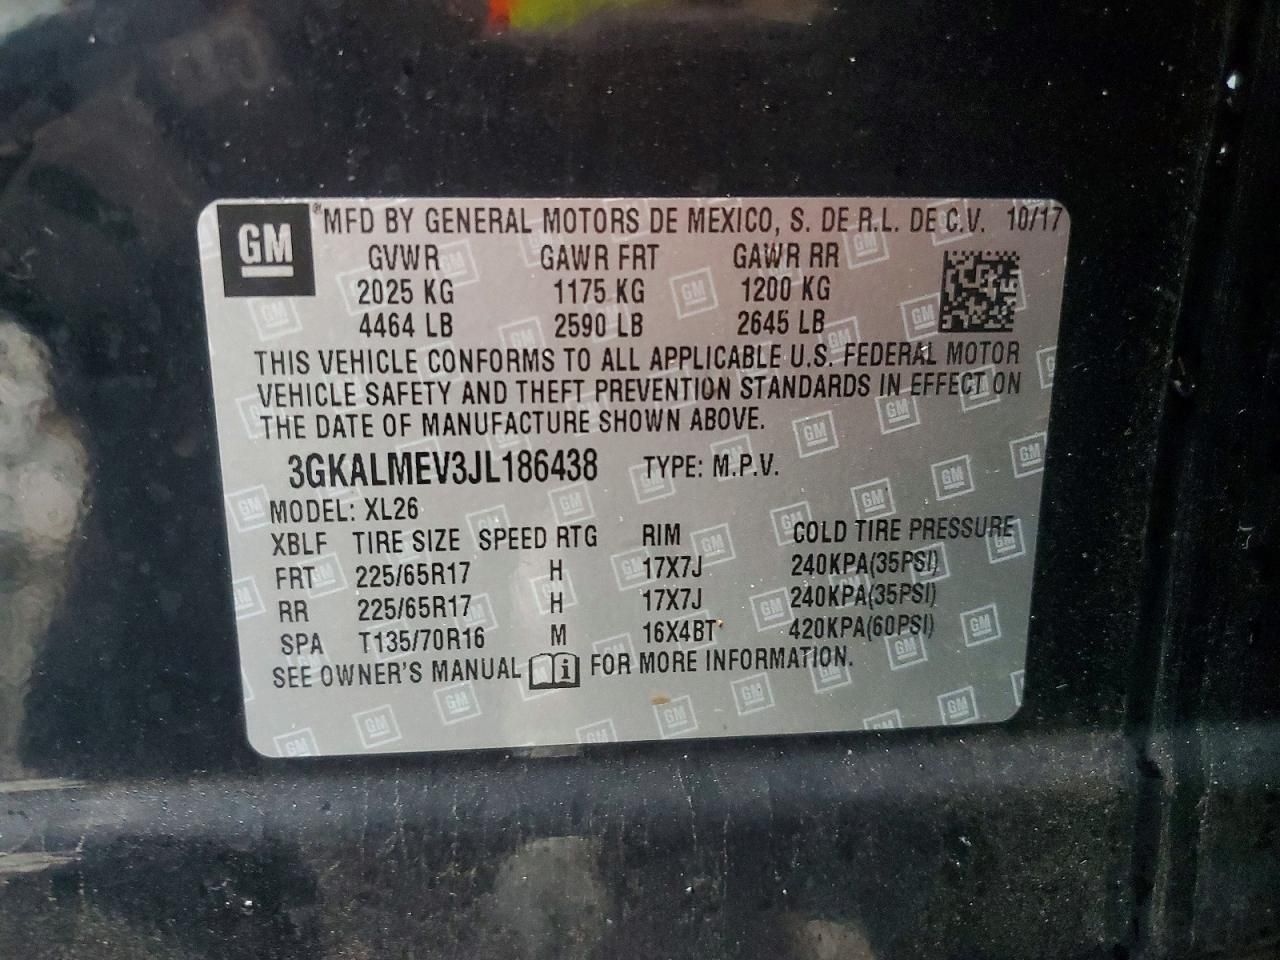 GM ® MFD BY GENERAL MOTORS DE MEXICO, S. DE R.L. DE C.V. 10/17
GVWR GAWR FRT GAWR RR
2025 KG 1175 KG 1200 KG
4464 LB 2590 LB 2645 LB
THIS VEHICLE CONFORMS TO ALL APPLICABLE U.S. FEDERAL MOTOR
VEHICLE SAFETY AND THEFT PREVENTION STANDARDS IN EFFECT ON
THE DATE OF MANUFACTURE SHOWN ABOVE.
3GKALMEV3JL186438 TYPE: M.P.V.
MODEL: XL26
XBLF TIRE SIZE SPEED RTG RIM COLD TIRE PRESSURE
FRT 225/65R17 H 17X7J 240KPA(35PSI)
RR 225/65R17 H 17X7J 240KPA(35PSI)
SPA T135/70R16 M 16X4BT 420KPA(60PSI)
SEE OWNER'S MANUAL i FOR MORE INFORMATION.